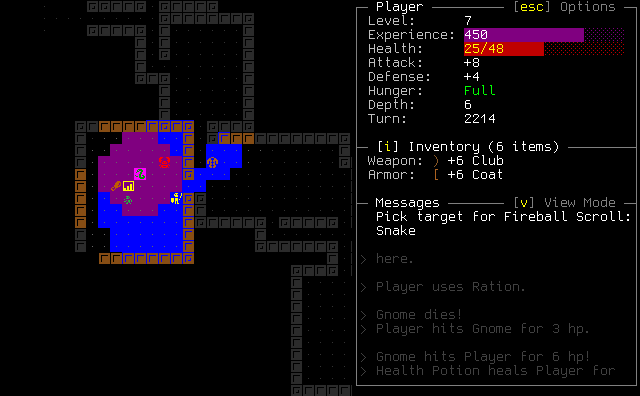 Player [esc] Options
Level: 7
Experience: 450
Health: 25/48
Attack: +8
Defense: +4
Hunger: Full
Depth: 6
Turn: 2214
[i] Inventory (6 items)
Weapon: ) +6 Club
Armor: [ +6 Coat
Messages [v] View Mode
Pick target for Fireball Scroll:
Snake
> here.
> Player uses Ration.
> Gnome dies!
> Player hits Gnome for 3 hp.
> Gnome hits Player for 6 hp!
> Health Potion heals Player for